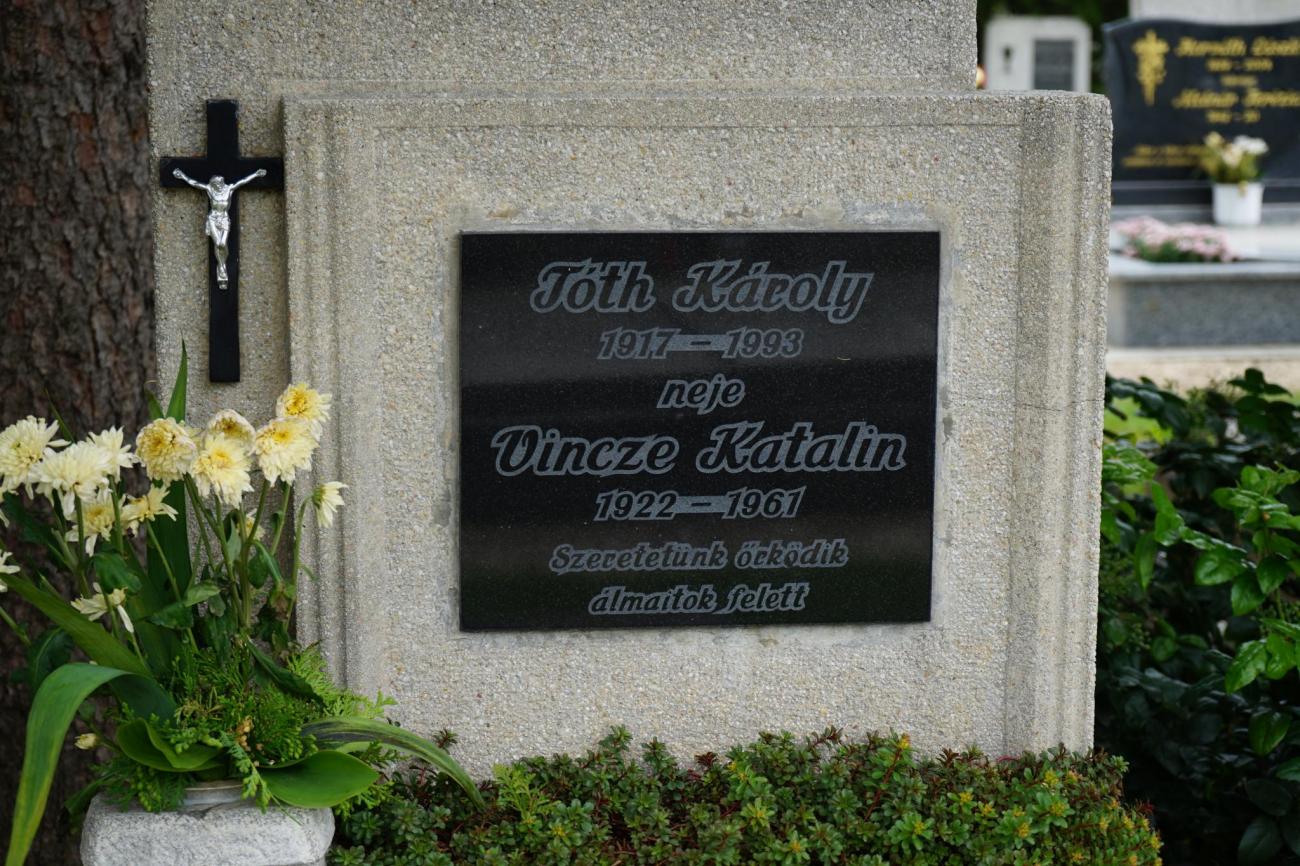 Tóth Károly
1917 – 1993
neje
Vincze Katalin
1922 – 1961
Szeretetünk őrködik
álmaitok felett